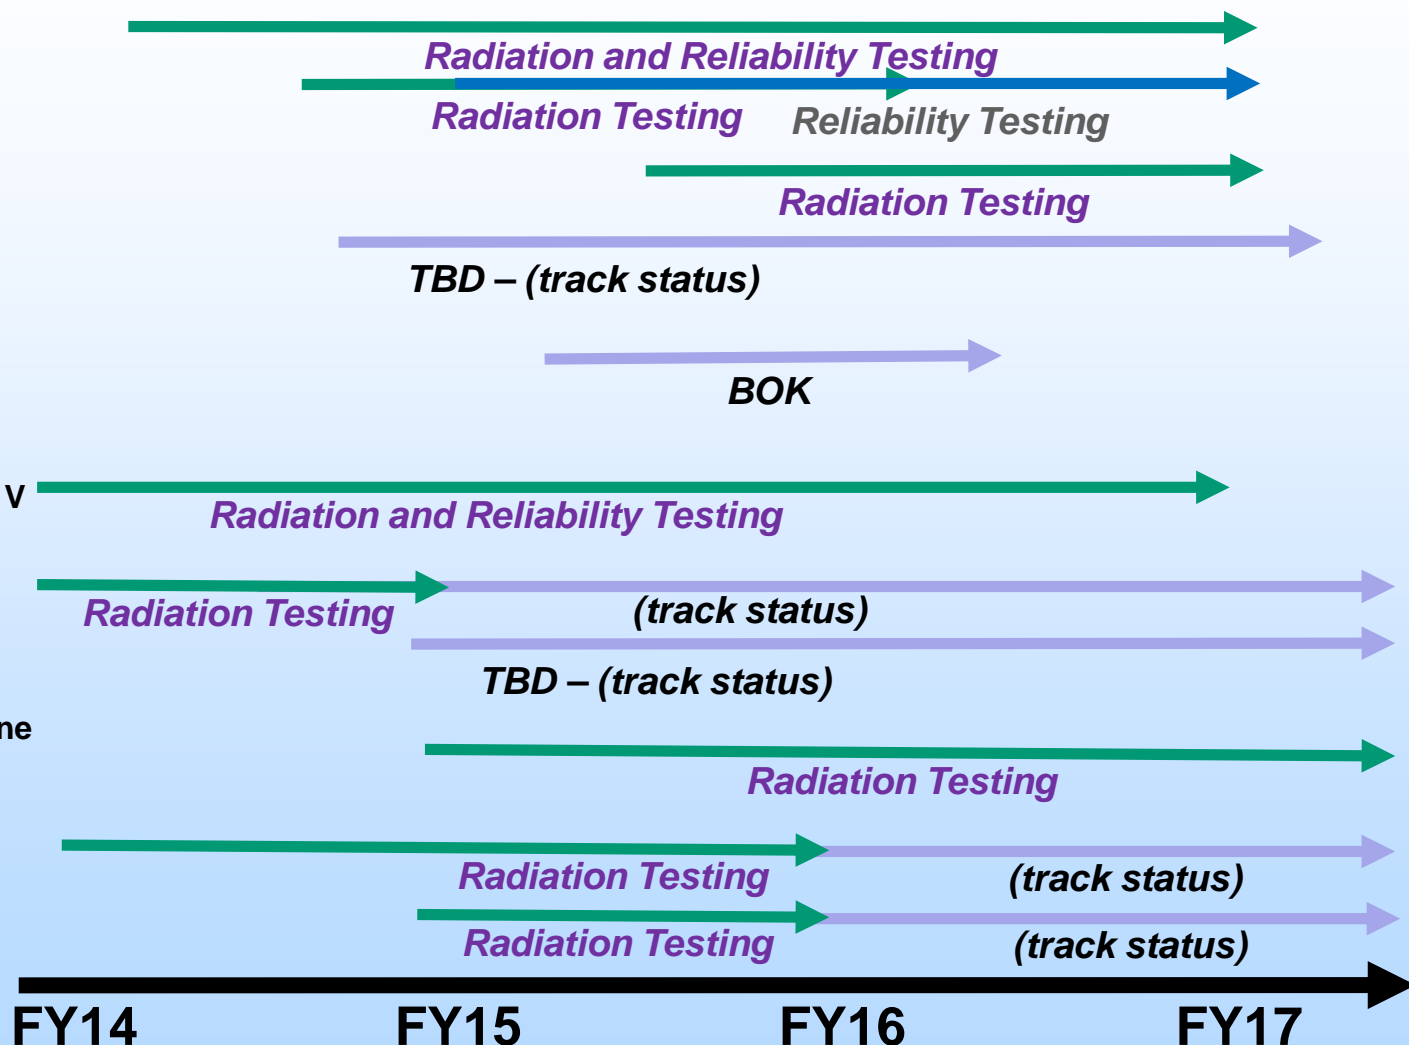 Radiation and Reliability Testing
Radiation Testing Reliability Testing
Radiation Testing
TBD – (track status)
BOK
V
Radiation and Reliability Testing
Radiation Testing (track status)
TBD – (track status)
ne
Radiation Testing
Radiation Testing (track status)
Radiation Testing (track status)
FY14 FY15 FY16 FY17